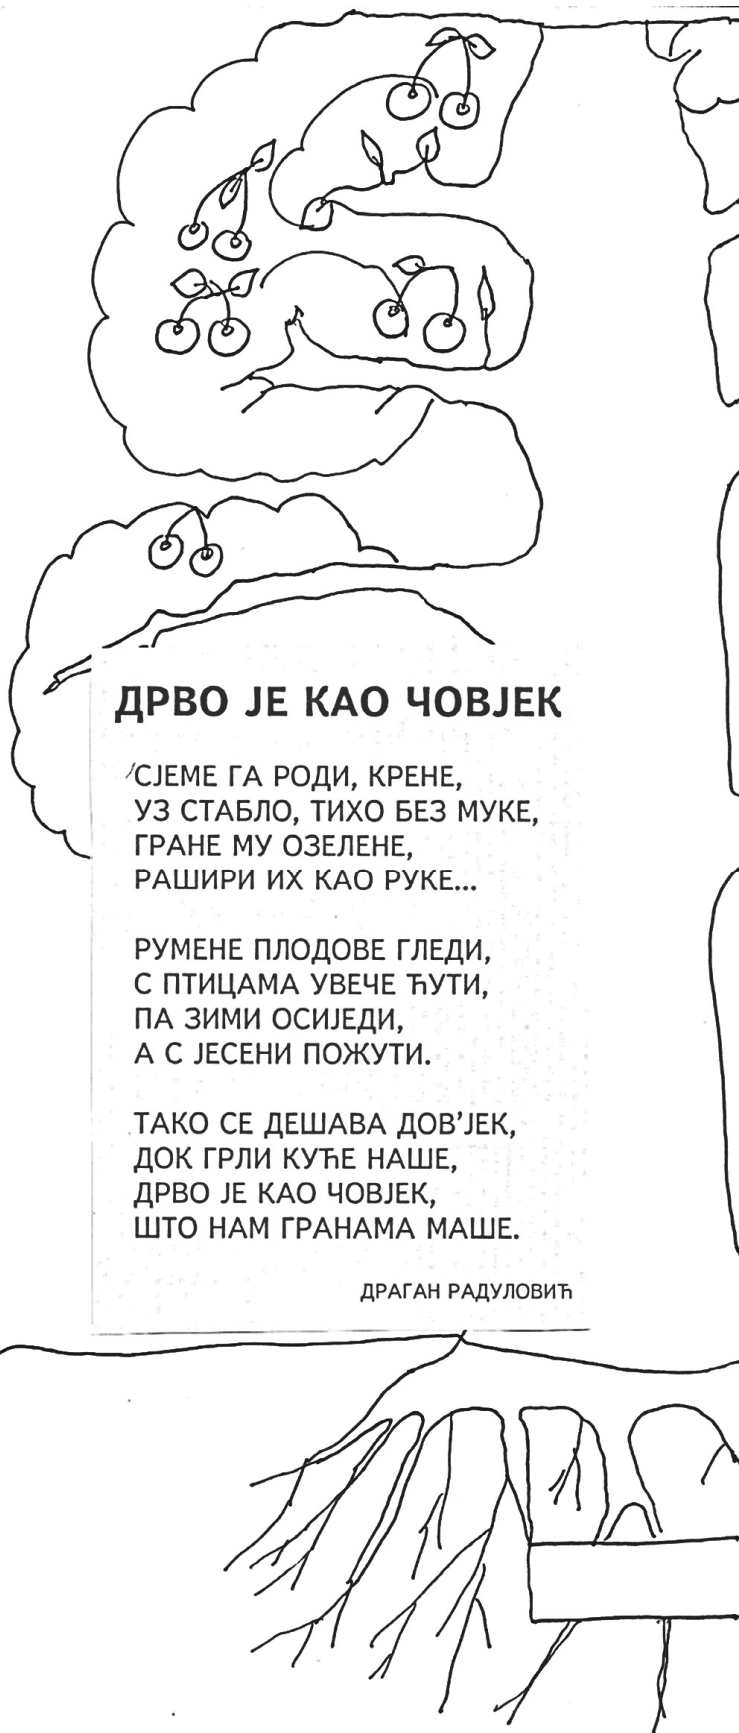 ДРВО ЈЕ КАО ЧОВЈЕК
СЈЕМЕ ГА РОДИ, КРЕНЕ,
УЗ СТАБЛО, ТИХО БЕЗ МУКЕ,
ГРАНЕ МУ ОЗЕЛЕНЕ,
РАШИРИ ИХ КАО РУКЕ...
РУМЕНЕ ПЛОДОВЕ ГЛЕДИ,
С ПТИЦАМА УВЕЧЕ ЋУТИ,
ПА ЗИМИ ОСИЈЕДИ,
А С ЈЕСЕНИ ПОЖУТИ.
ТАКО СЕ ДЕШАВА ДОВ’ЈЕК,
ДОК ГРЛИ КУЋЕ НАШЕ,
ДРВО ЈЕ КАО ЧОВЈЕК,
ШТО НАМ ГРАНАМА МАШЕ.
ДРАГАН РАДУЛОВИЋ